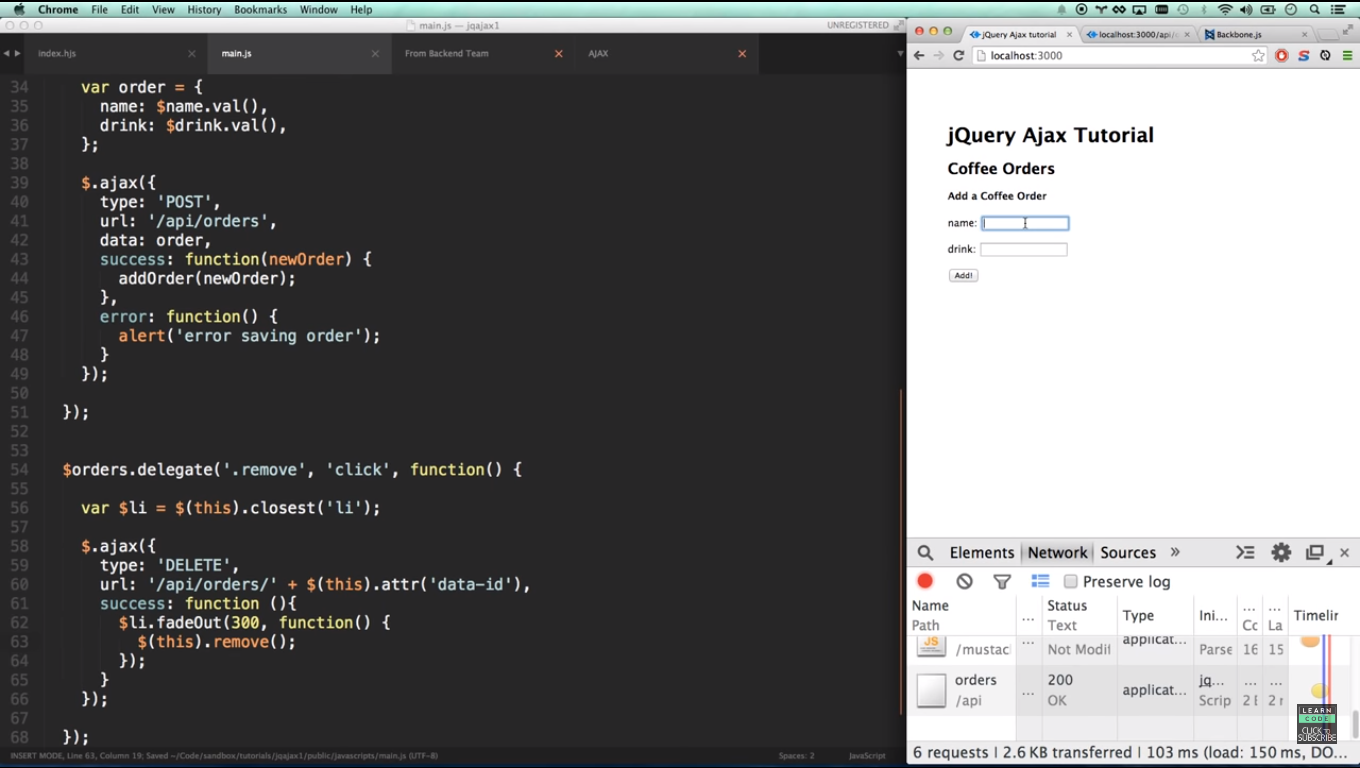 Chrome File Edit View History Bookmarks Window Help
main.js — jqajax1
UNREGISTERED
index.hjs main.js From Backend Team AJAX
34 var order = {
35 name: $name.val(),
36 drink: $drink.val(),
37 };
38
39 $.ajax({
40 type: 'POST',
41 url: '/api/orders',
42 data: order,
43 success: function(newOrder) {
44 addOrder(newOrder);
45 },
46 error: function() {
47 alert('error saving order');
48 }
49 });
50
51 });
52
53
54 $orders.delegate('.remove', 'click', function() {
55
56 var $li = $(this).closest('li');
57
58 $.ajax({
59 type: 'DELETE',
60 url: '/api/orders/' + $(this).attr('data-id'),
61 success: function (){
62 $li.fadeOut(300, function() {
63 $(this).remove();
64 });
65 }
66 });
67
68 });
INSERT MODE, Line 63, Column 19; Saved ~/Code/sandbox/tutorials/jqajax1/public/javascripts/main.js (UTF-8)
Spaces: 2 JavaScript
jQuery Ajax tutorial localhost:3000/api/ Backbone.js
localhost:3000
jQuery Ajax Tutorial
Coffee Orders
Add a Coffee Order
name:
drink:
Add!
Elements Network Sources »
Preserve log
Name ... Status Type Ini... ... ... Timelir
Path Text Cc La
JS /mustac ... Not Modif applicat... Parse 16 15
orders ... 200 applicat... jq... ... ...
/api OK Scrip 2 E 2 r
6 requests | 2.6 KB transferred | 103 ms (load: 150 ms, DO...
LEARN
CODE
CLICK TO
SUBSCRIBE